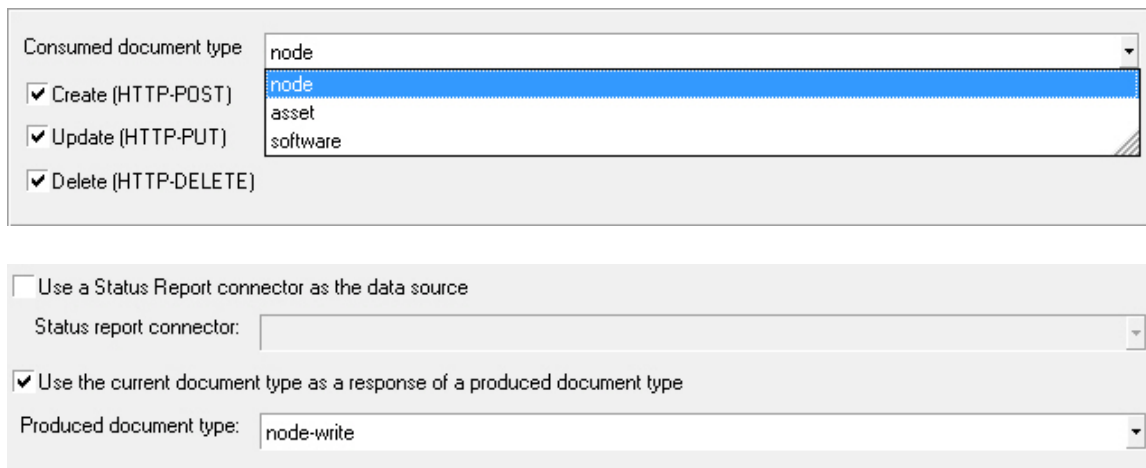 Consumed document type node
node
Create (HTTP-POST)
asset
Update (HTTP-PUT)
software
Delete (HTTP-DELETE)
Use a Status Report connector as the data source
Status report connector:
Use the current document type as a response of a produced document type
Produced document type: node-write